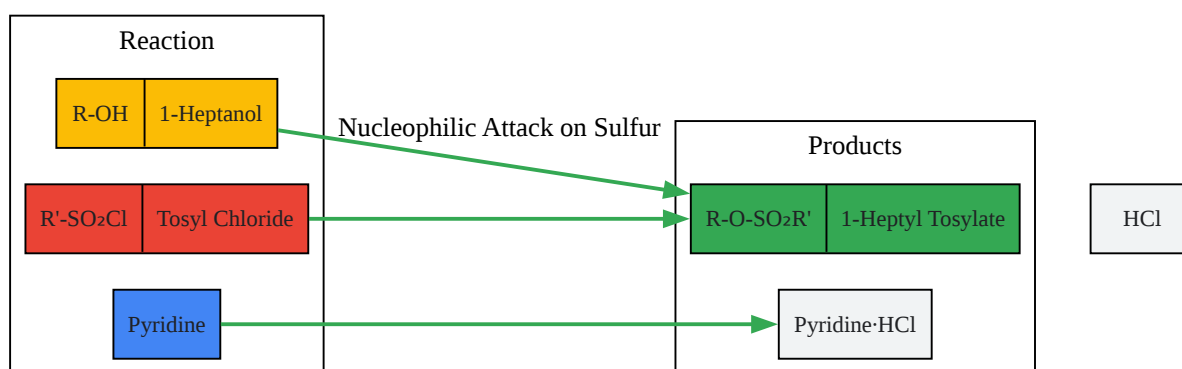 Reaction
R-OH 1-Heptanol
Nucleophilic Attack on Sulfur
Products
R'-SO₂Cl Tosyl Chloride
R-O-SO₂R' 1-Heptyl Tosylate
HCl
Pyridine
Pyridine·HCl